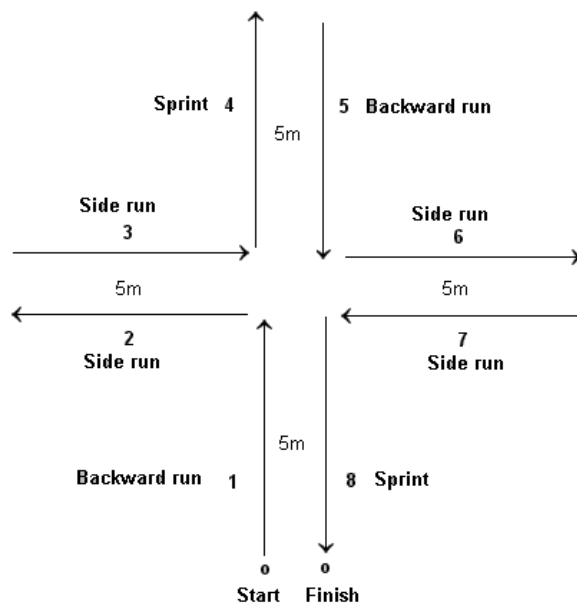 Sprint 4
5 Backward run
5m
Side run
3
Side run
6
5m
5m
2
Side run
7
Side run
5m
Backward run 1
8 Sprint
o
o
Start
Finish